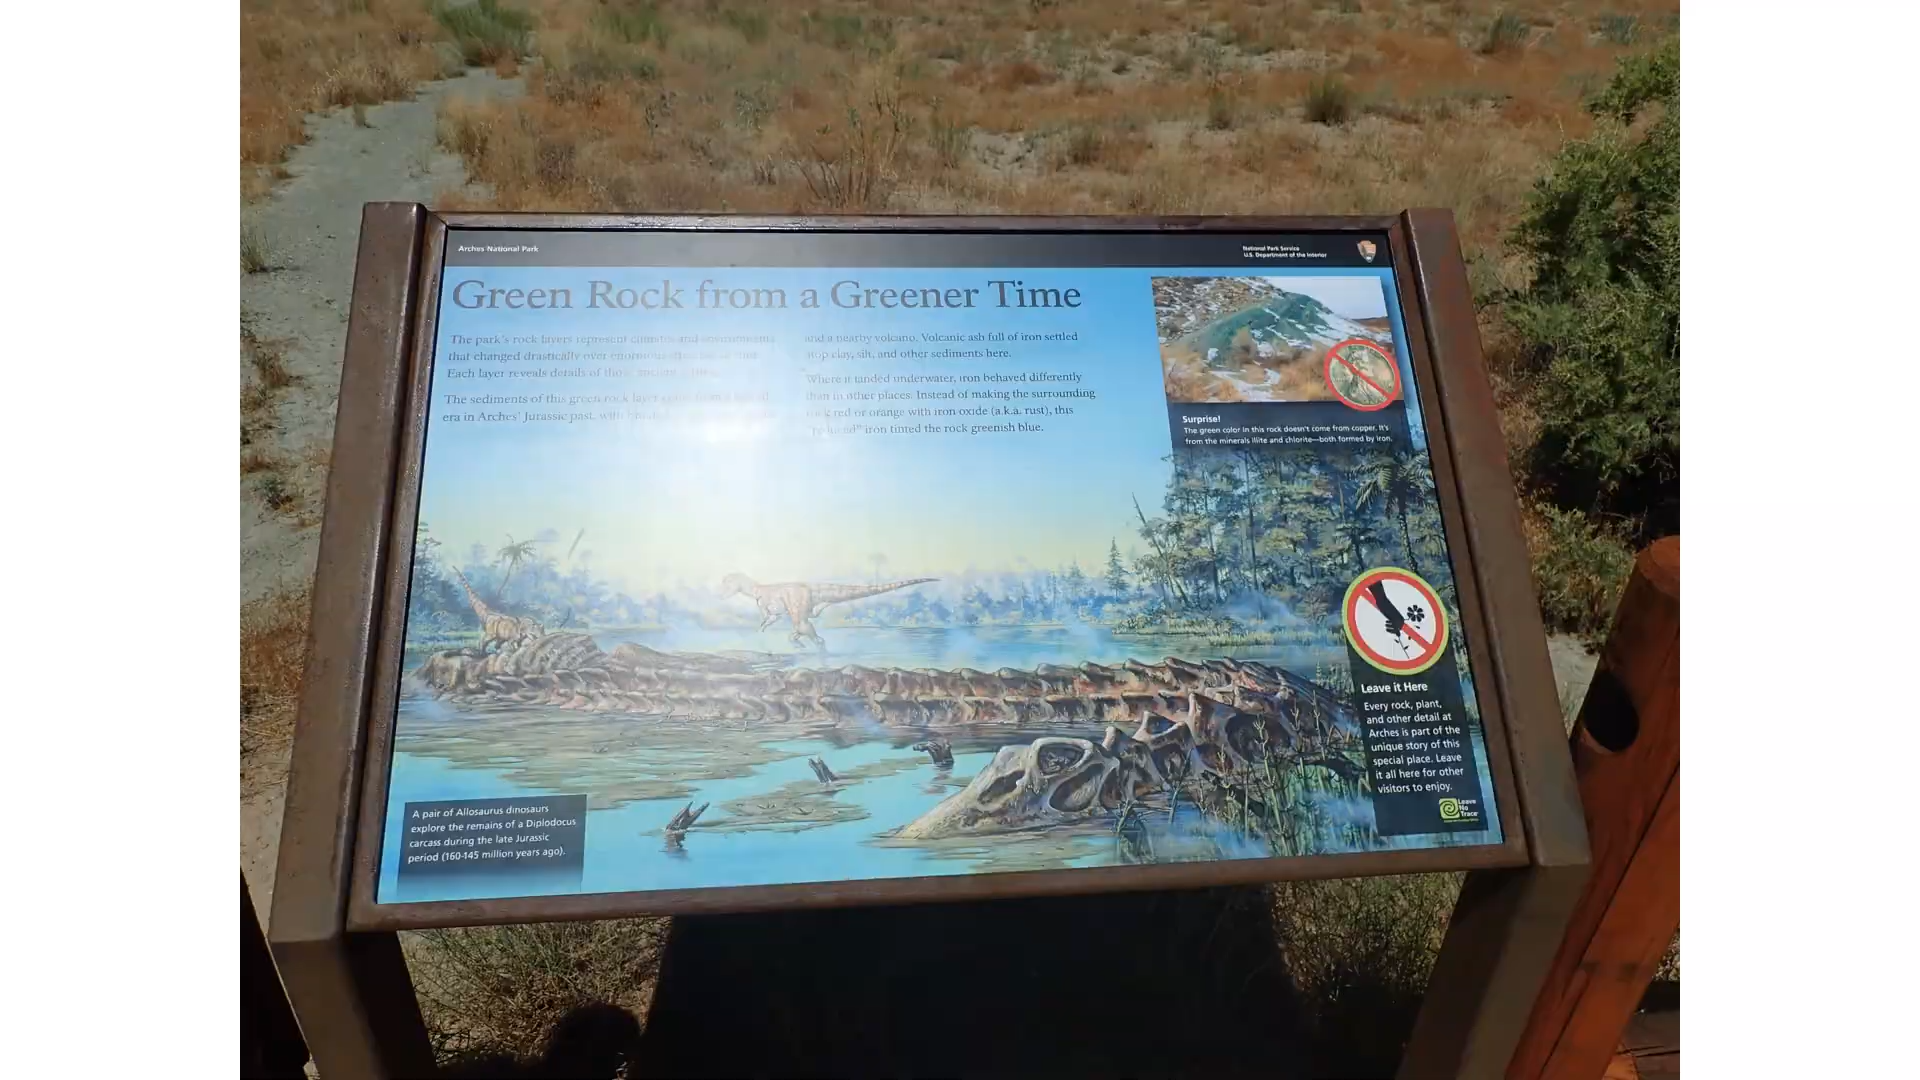 Arches National Park
National Park Service
U.S. Department of the Interior
Green Rock from a Greener Time
The park's rock layers represent climates and environments
that changed drastically over enormous
Each layer reveals details of
The sediments of this green rock layer
era in Arches' Jurassic past, with
and a nearby volcano. Volcanic ash full of iron settled
atop clay, silt, and other sediments here.
Where it landed underwater, iron behaved differently
than in other places. Instead of making the surrounding
rock red or orange with iron oxide (a.k.a. rust), this
"reduced" iron tinted the rock greenish blue.
Surprise!
The green color in this rock doesn't come from copper. It's
from the minerals illite and chlorite—both formed by iron.
Leave it Here
Every rock, plant,
and other detail at
Arches is part of the
unique story of this
special place. Leave
it all here for other
visitors to enjoy.
Leave
No
Trace
A pair of Allosaurus dinosaurs
explore the remains of a Diplodocus
carcass during the late Jurassic
period (160-145 million years ago).